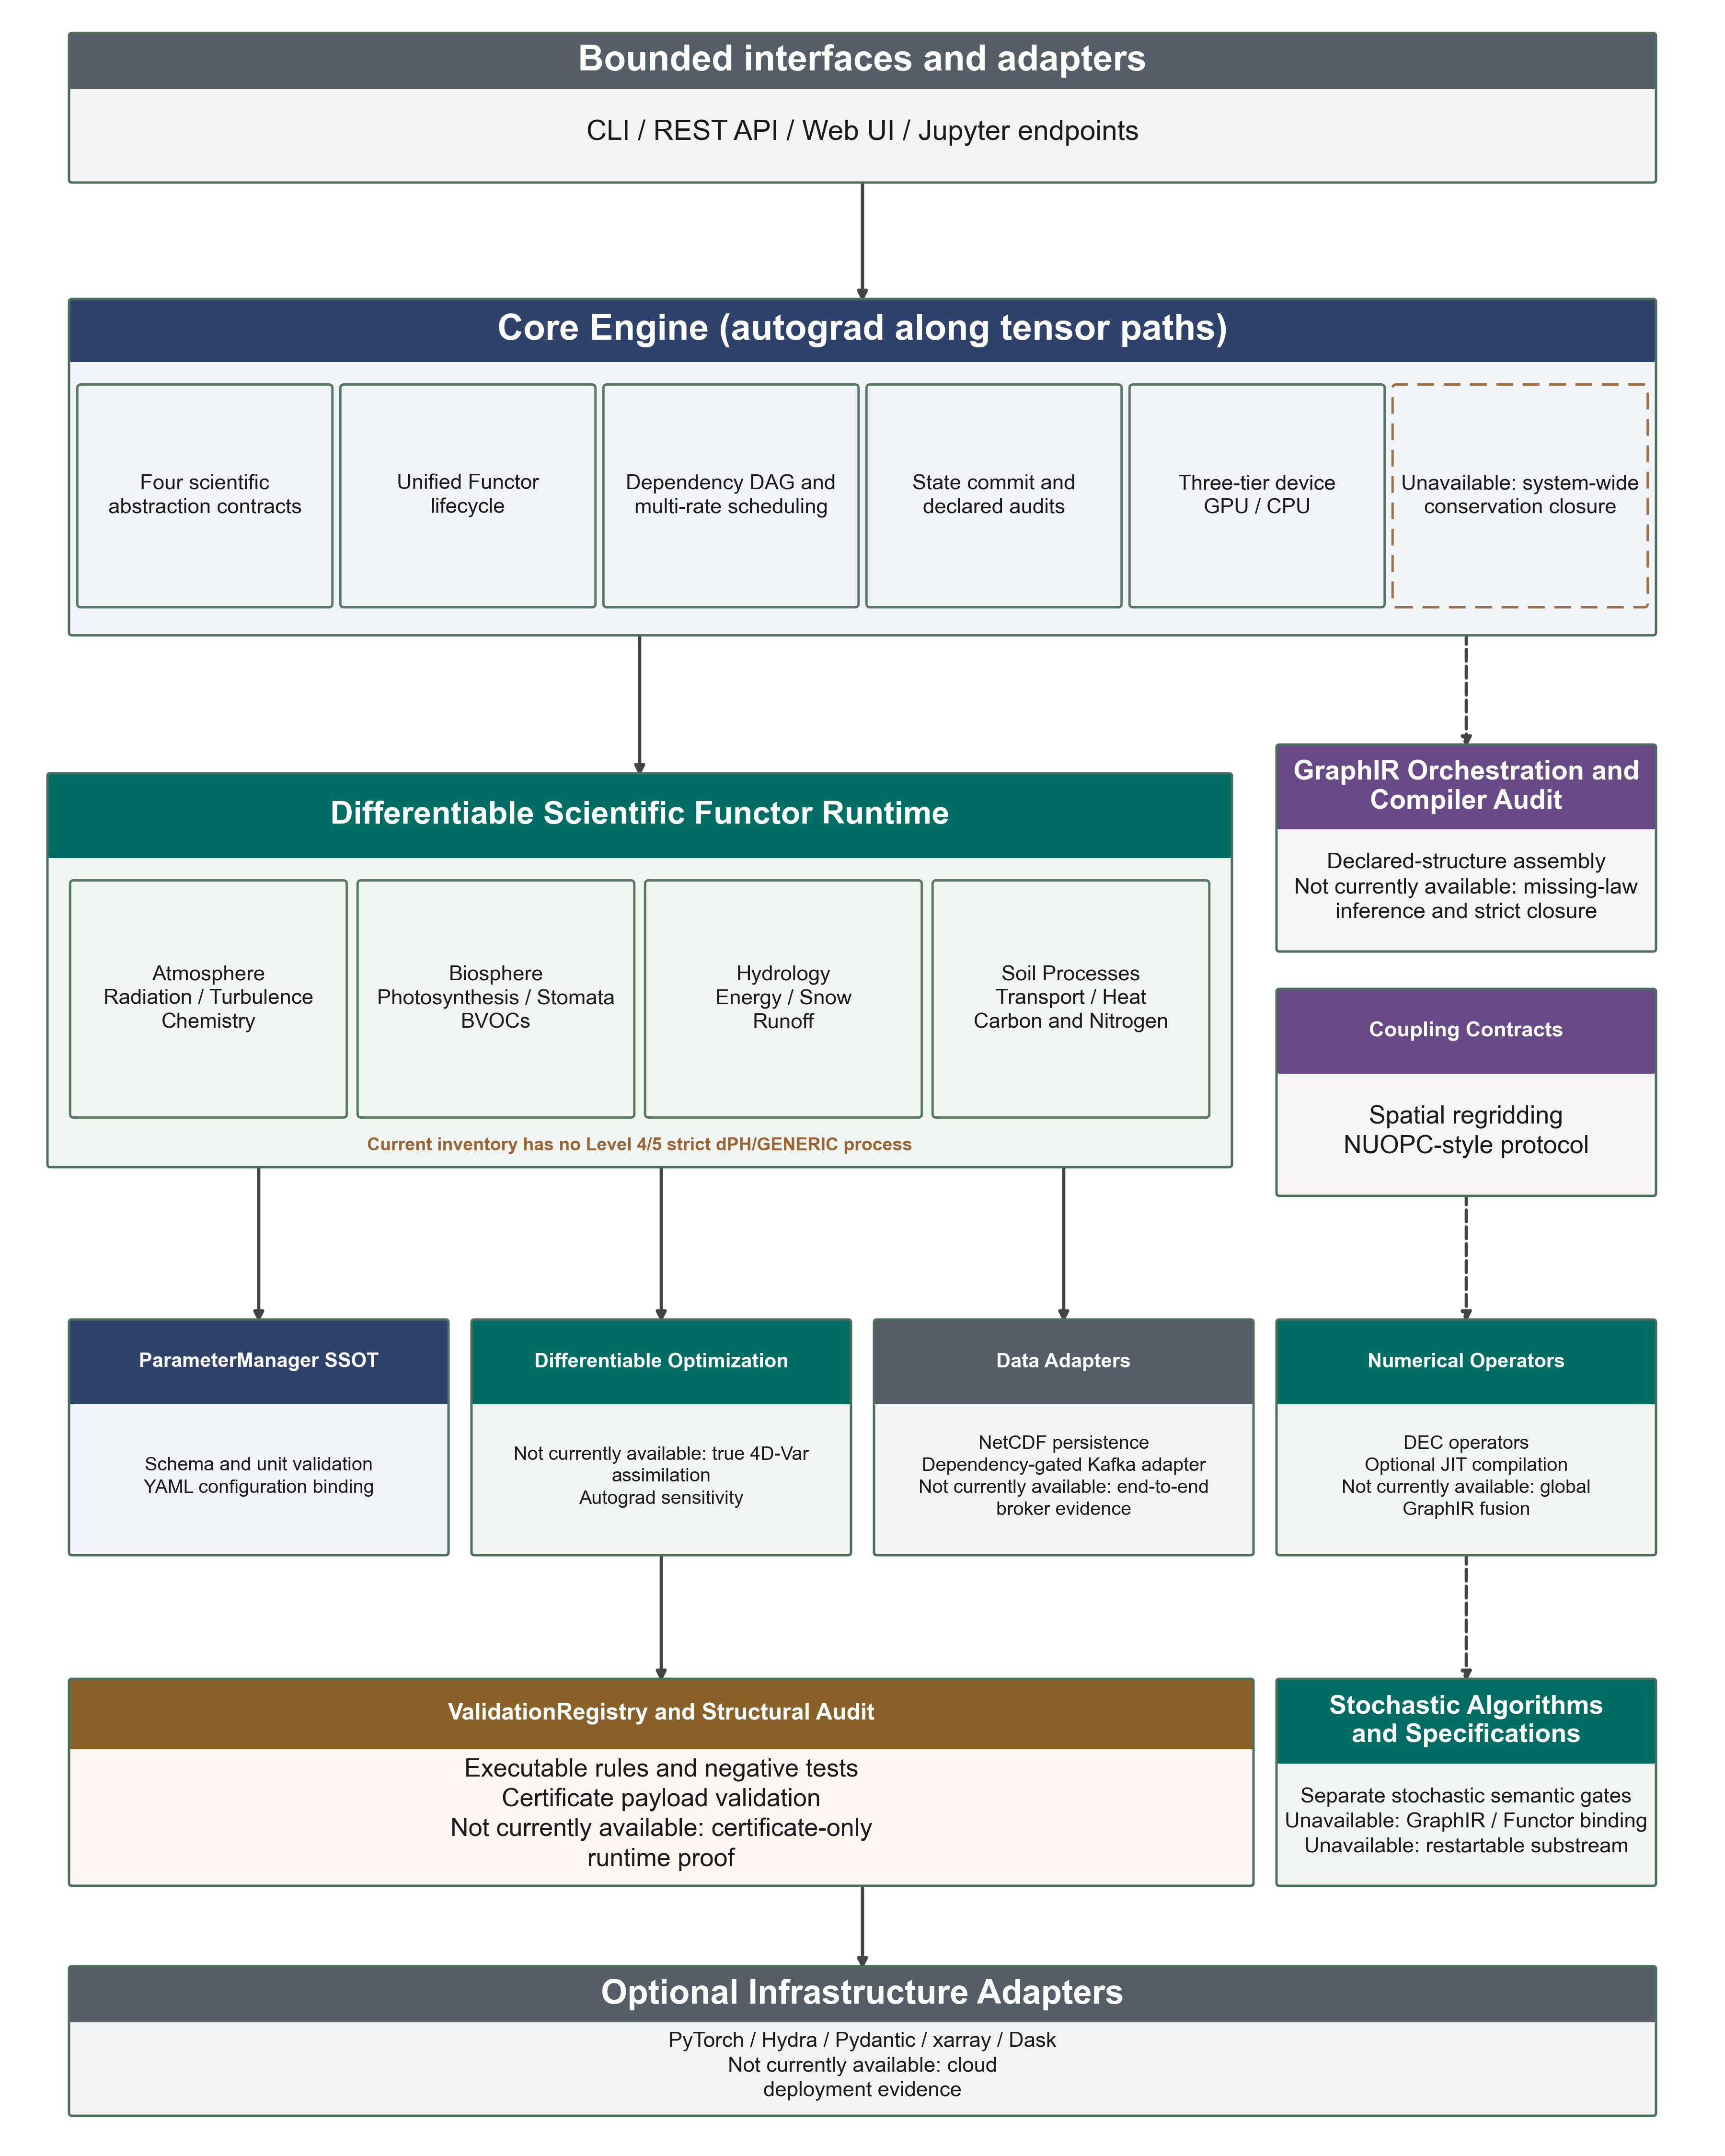 Bounded interfaces and adapters
CLI / REST API / Web UI / Jupyter endpoints
Core Engine (autograd along tensor paths)
Four scientific
abstraction contracts
Unified Functor
lifecycle
Dependency DAG and
multi-rate scheduling
State commit and
declared audits
Three-tier device
GPU / CPU
Unavailable: system-wide
conservation closure
Differentiable Scientific Functor Runtime
Atmosphere
Radiation / Turbulence
Chemistry
Biosphere
Photosynthesis / Stomata
BVOCs
Hydrology
Energy / Snow
Runoff
Soil Processes
Transport / Heat
Carbon and Nitrogen
Current inventory has no Level 4/5 strict dPH/GENERIC process
GraphIR Orchestration and
Compiler Audit
Declared-structure assembly
Not currently available: missing-law
inference and strict closure
Coupling Contracts
Spatial regridding
NUOPC-style protocol
ParameterManager SSOT
Schema and unit validation
YAML configuration binding
Differentiable Optimization
Not currently available: true 4D-Var
assimilation
Autograd sensitivity
Data Adapters
NetCDF persistence
Dependency-gated Kafka adapter
Not currently available: end-to-end
broker evidence
Numerical Operators
DEC operators
Optional JIT compilation
Not currently available: global
GraphIR fusion
ValidationRegistry and Structural Audit
Executable rules and negative tests
Certificate payload validation
Not currently available: certificate-only
runtime proof
Stochastic Algorithms
and Specifications
Separate stochastic semantic gates
Unavailable: GraphIR / Functor binding
Unavailable: restartable substream
Optional Infrastructure Adapters
PyTorch / Hydra / Pydantic / xarray / Dask
Not currently available: cloud
deployment evidence